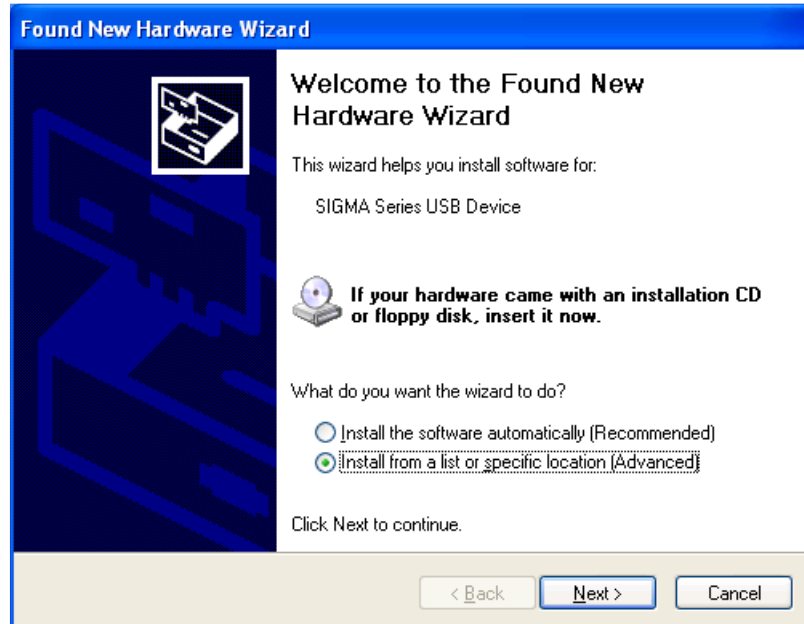 Found New Hardware Wizard
Welcome to the Found New
Hardware Wizard
This wizard helps you install software for:
SIGMA Series USB Device
If your hardware came with an installation CD
or floppy disk, insert it now.
What do you want the wizard to do?
Install the software automatically (Recommended)
Install from a list or specific location (Advanced)
Click Next to continue.
< Back
Next >
Cancel